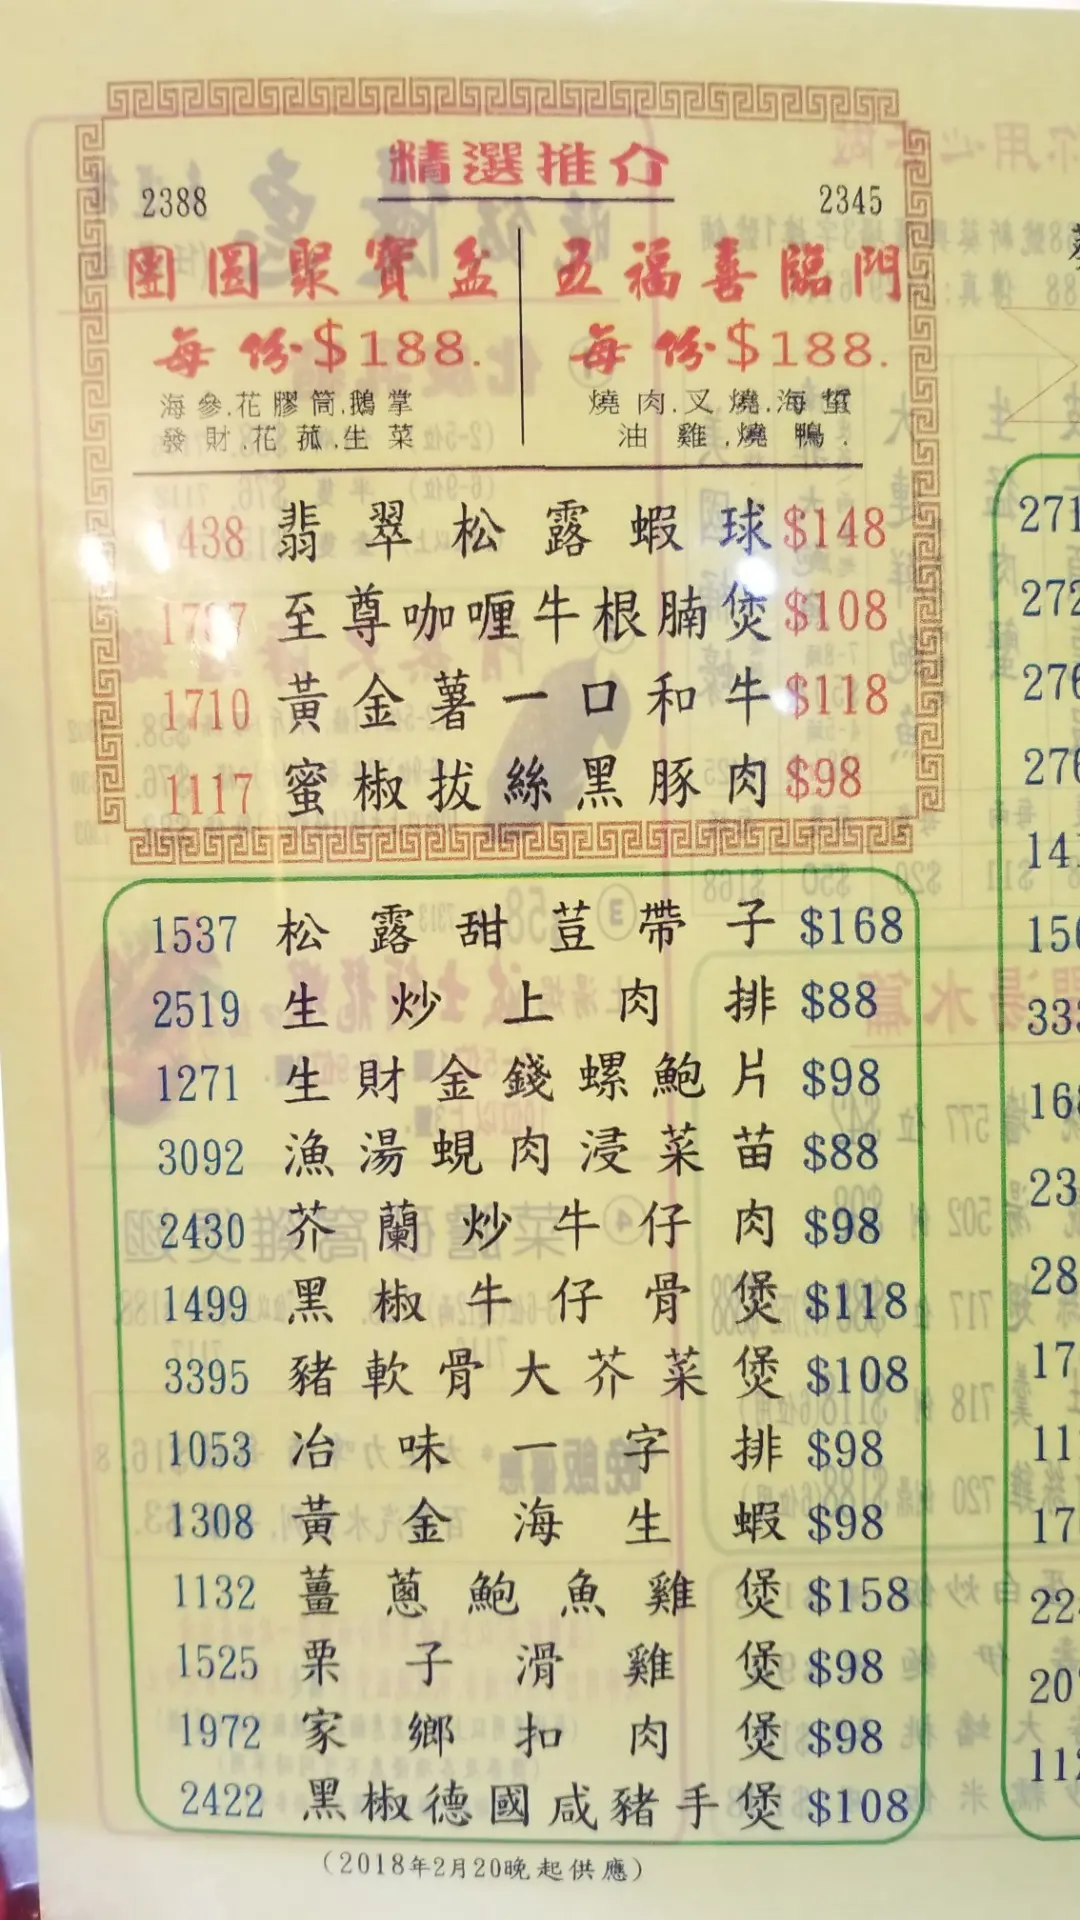 精選推介
2388
2345
團圓聚寶盆
五福喜臨門
每份$188.
每份$188.
海參.花膠筒.鵝掌
發財.花菰.生菜
燒肉.叉燒.海蜇
油雞.燒鴨.
1438 翡翠松露蝦球 $148
至尊咖喱牛根腩煲 $108
1710 黃金薯一口和牛 $118
1117 蜜椒拔絲黑豚肉 $98
1537 松露甜荳帶子 $168
2519 生炒上肉排 $88
1271 生財金錢螺鮑片 $98
3092 漁湯蜆肉浸菜苗 $88
2430 芥蘭炒牛仔肉 $98
1499 黑椒牛仔骨煲 $118
3395 豬軟骨大芥菜煲 $108
1053 冶味一字排 $98
1308 黃金海生蝦 $98
1132 薑蔥鮑魚雞煲 $158
1525 栗子滑雞煲 $98
1972 家鄉扣肉煲 $98
2422 黑椒德國咸豬手煲 $108
(2018年2月20晚起供應)